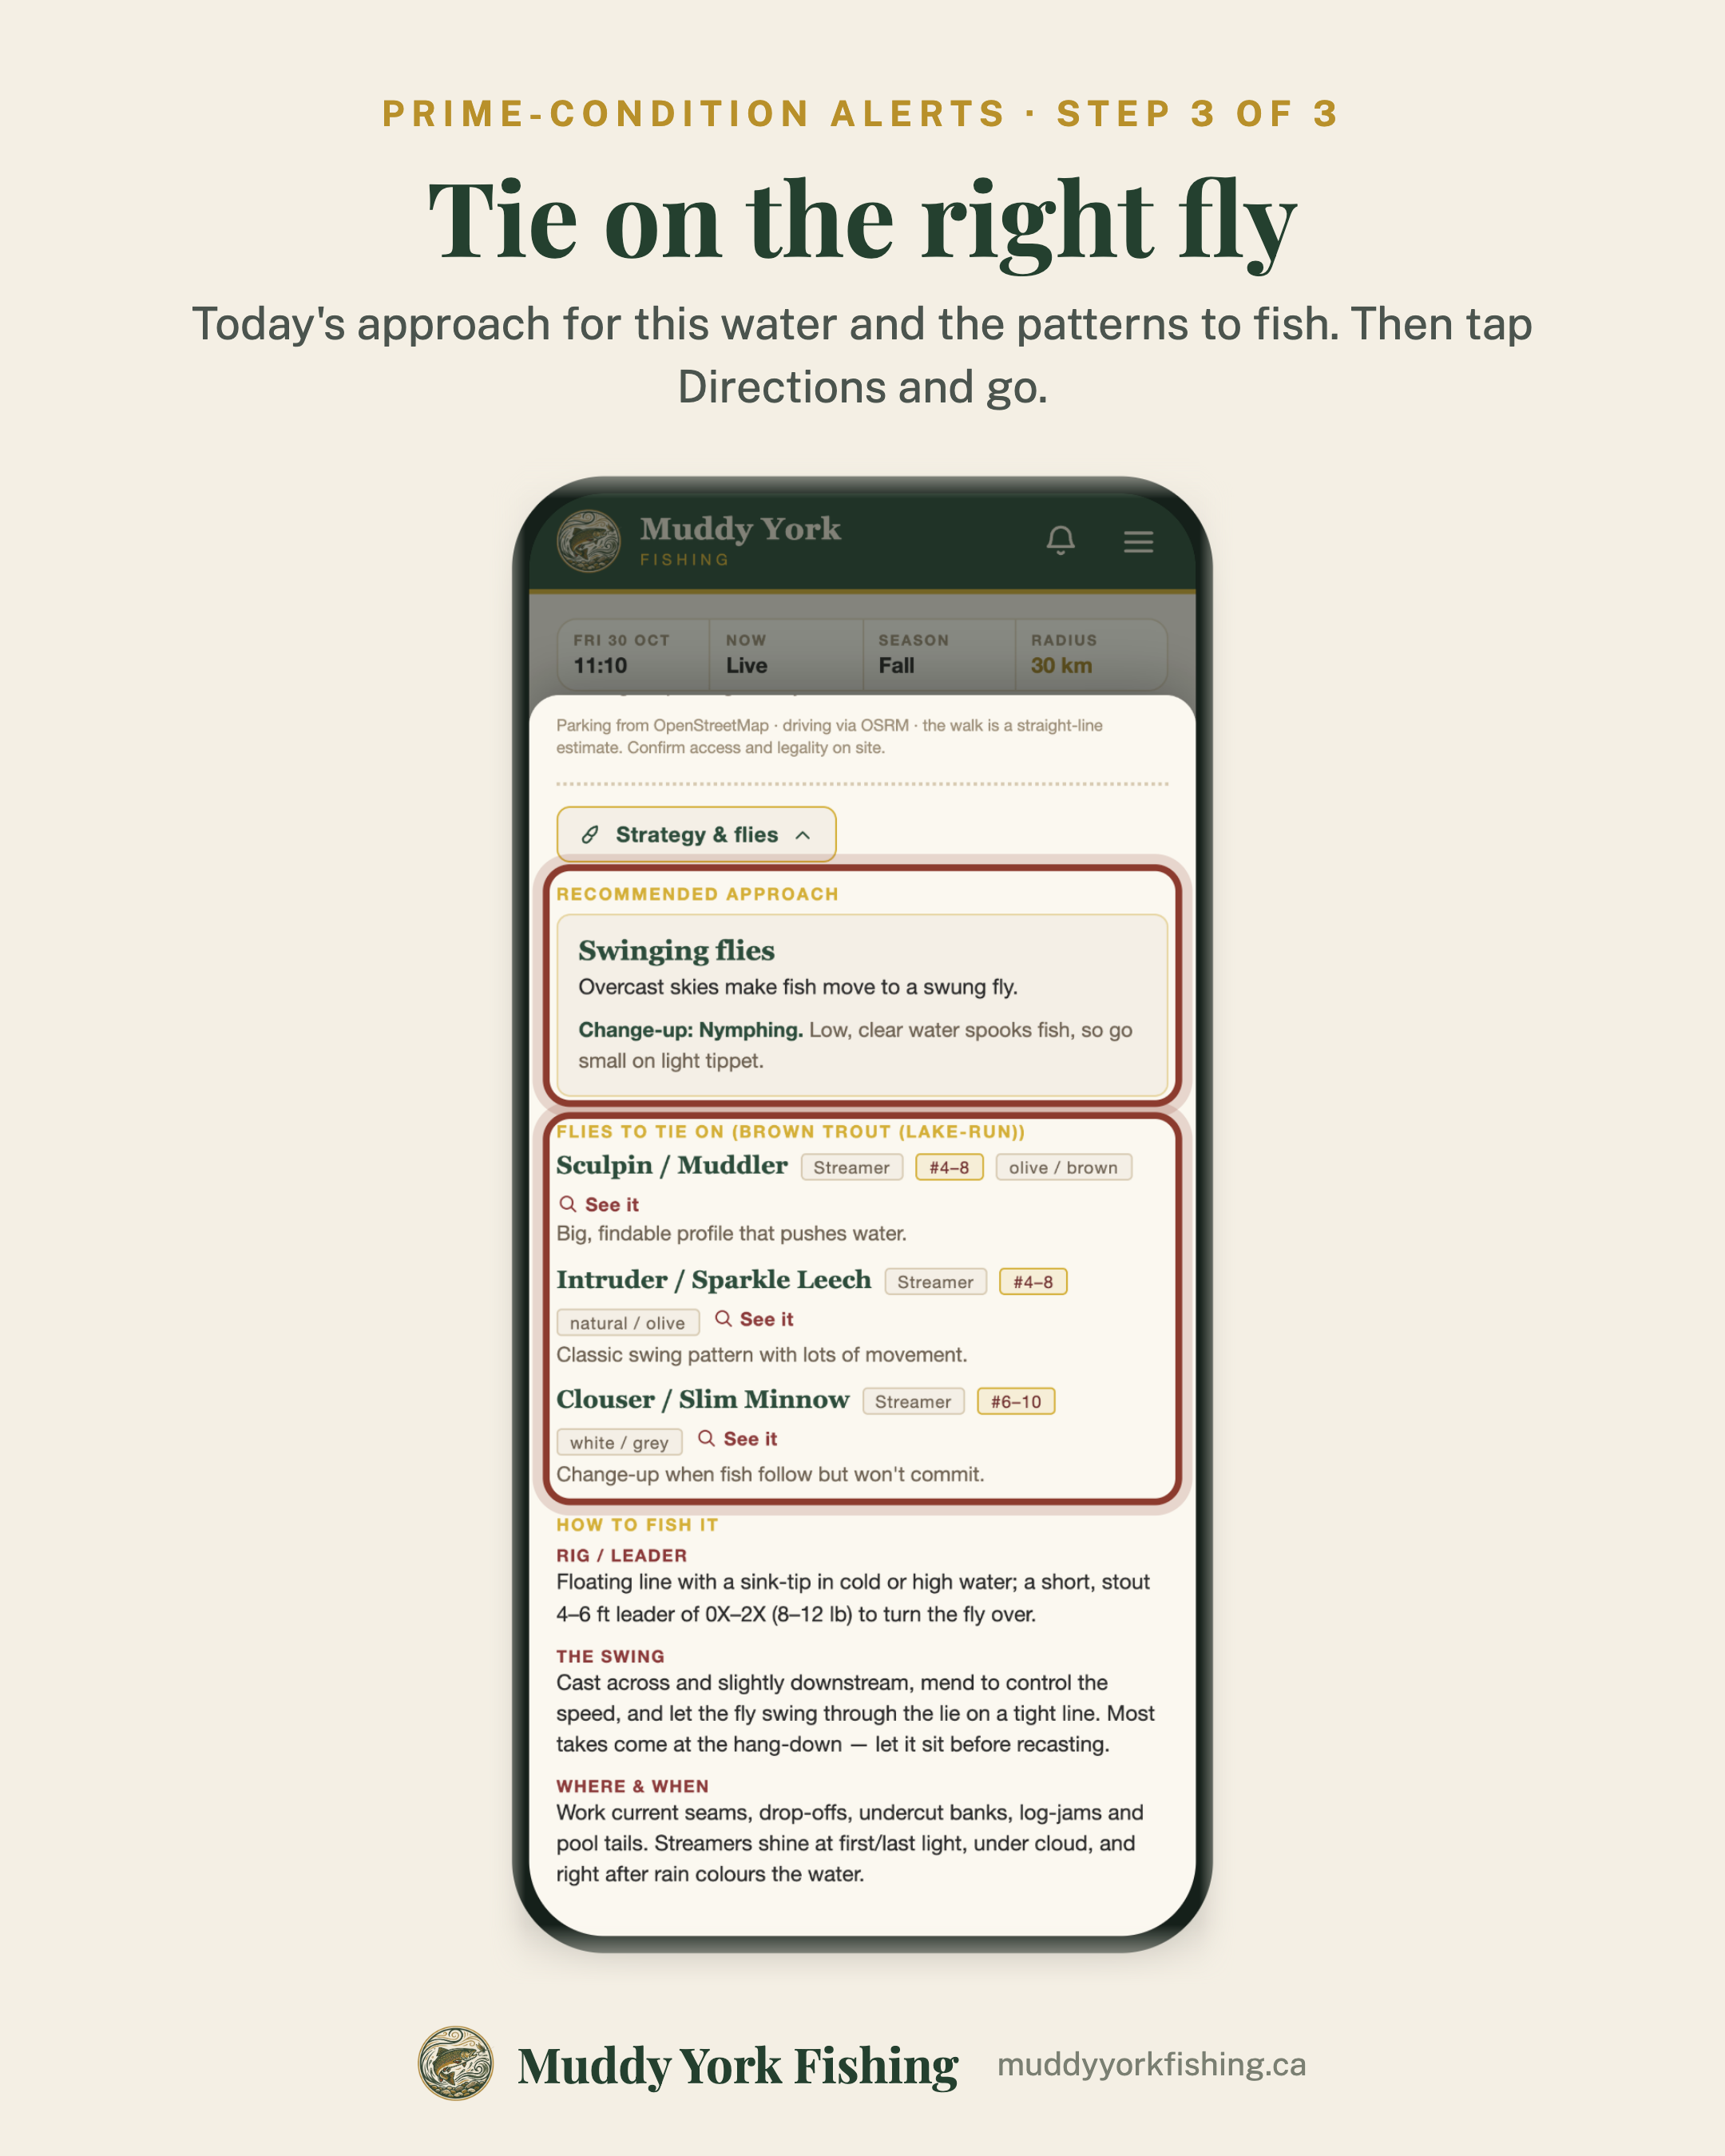 PRIME-CONDITION ALERTS · STEP 3 OF 3
Tie on the right fly
Today's approach for this water and the patterns to fish. Then tap
Directions and go.
Muddy York
FISHING
FRI 30 OCT
11:10
NOW
Live
SEASON
Fall
RADIUS
30 km
Parking from OpenStreetMap · driving via OSRM · the walk is a straight-line
estimate. Confirm access and legality on site.
Strategy & flies
RECOMMENDED APPROACH
Swinging flies
Overcast skies make fish move to a swung fly.
Change-up: Nymphing. Low, clear water spooks fish, so go
small on light tippet.
FLIES TO TIE ON (BROWN TROUT (LAKE-RUN))
Sculpin / Muddler Streamer #4–8 olive / brown
See it
Big, findable profile that pushes water.
Intruder / Sparkle Leech Streamer #4–8
natural / olive See it
Classic swing pattern with lots of movement.
Clouser / Slim Minnow Streamer #6–10
white / grey See it
Change-up when fish follow but won't commit.
HOW TO FISH IT
RIG / LEADER
Floating line with a sink-tip in cold or high water; a short, stout
4–6 ft leader of 0X–2X (8–12 lb) to turn the fly over.
THE SWING
Cast across and slightly downstream, mend to control the
speed, and let the fly swing through the lie on a tight line. Most
takes come at the hang-down — let it sit before recasting.
WHERE & WHEN
Work current seams, drop-offs, undercut banks, log-jams and
pool tails. Streamers shine at first/last light, under cloud, and
right after rain colours the water.
Muddy York Fishing muddyyorkfishing.ca